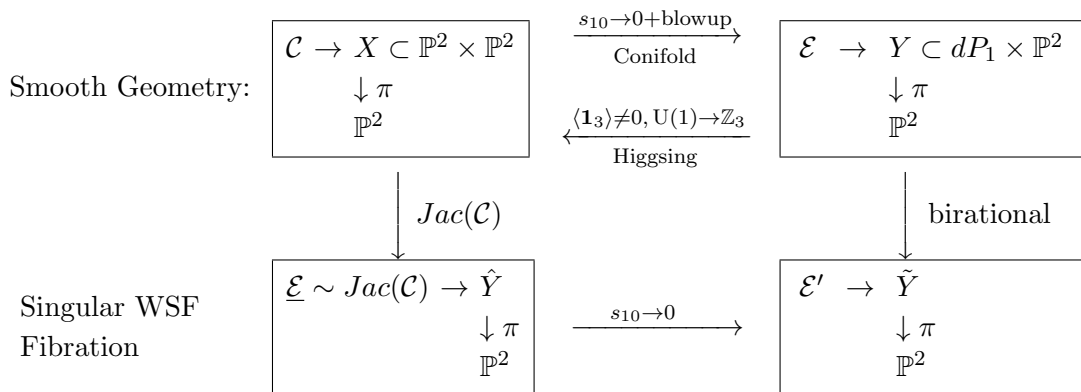 Smooth Geometry:
𝒞 → X ⊂ ℙ² × ℙ²
↓ π
ℙ²
s₁₀→0+blowup
Conifold
⟨𝟏₃⟩≠0, U(1)→ℤ₃
Higgsing
ℰ → Y ⊂ dP₁ × ℙ²
↓ π
ℙ²
Jac(𝒞)
birational
Singular WSF
Fibration
ℰ̲ ∼ Jac(𝒞) → Ŷ
↓ π
ℙ²
s₁₀→0
ℰ′ → Ỹ
↓ π
ℙ²